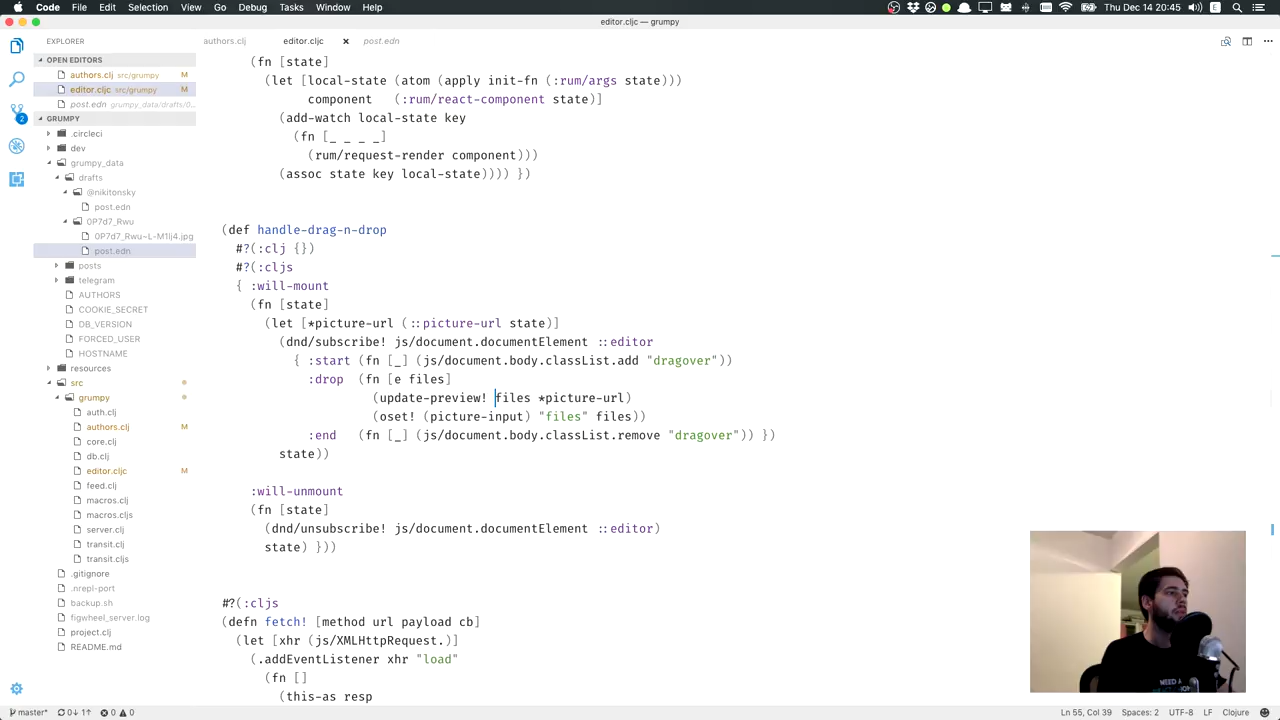 Code File Edit Selection View Go Debug Window Help
Thu Dec 14 20:45
editor.cljc — grumpy
EXPLORER
OPEN EDITORS
authors.clj src/grumpy M
editor.cljc src/grumpy M
post.edn grumpy_data/drafts/0...
GRUMPY
.circleci
dev
grumpy_data
drafts
@nikitonsky
post.edn
0P7d7_Rwu
0P7d7_Rwu~L-M1lj4.jpg
post.edn
posts
telegram
AUTHORS
COOKIE_SECRET
DB_VERSION
FORCED_USER
HOSTNAME
resources
src
grumpy
auth.clj
authors.clj M
core.clj
db.clj
editor.cljc M
feed.clj
macros.clj
macros.cljs
server.clj
transit.clj
transit.cljs
.gitignore
.nrepl-port
backup.sh
figwheel_server.log
project.clj
README.md
authors.clj editor.cljc post.edn
(fn [state]
(let [local-state (atom (apply init-fn (:rum/args state)))
component (:rum/react-component state)]
(add-watch local-state key
(fn [_ _ _ _]
(rum/request-render component)))
(assoc state key local-state)))) })
(def handle-drag-n-drop
#?(:clj {})
#?(:cljs
{ :will-mount
(fn [state]
(let [*picture-url (::picture-url state)]
(dnd/subscribe! js/document.documentElement ::editor
{ :start (fn [_] (js/document.body.classList.add "dragover"))
:drop (fn [e files]
(update-preview! files *picture-url)
(oset! (picture-input) "files" files))
:end (fn [_] (js/document.body.classList.remove "dragover")) })
state))
:will-unmount
(fn [state]
(dnd/unsubscribe! js/document.documentElement ::editor)
state) }))
#?(:cljs
(defn fetch! [method url payload cb]
(let [xhr (js/XMLHttpRequest.)]
(.addEventListener xhr "load"
(fn []
(this-as resp
NEED A
master* 0↓ 1↑ 0 0
Ln 55, Col 39 Spaces: 2 UTF-8 LF Clojure